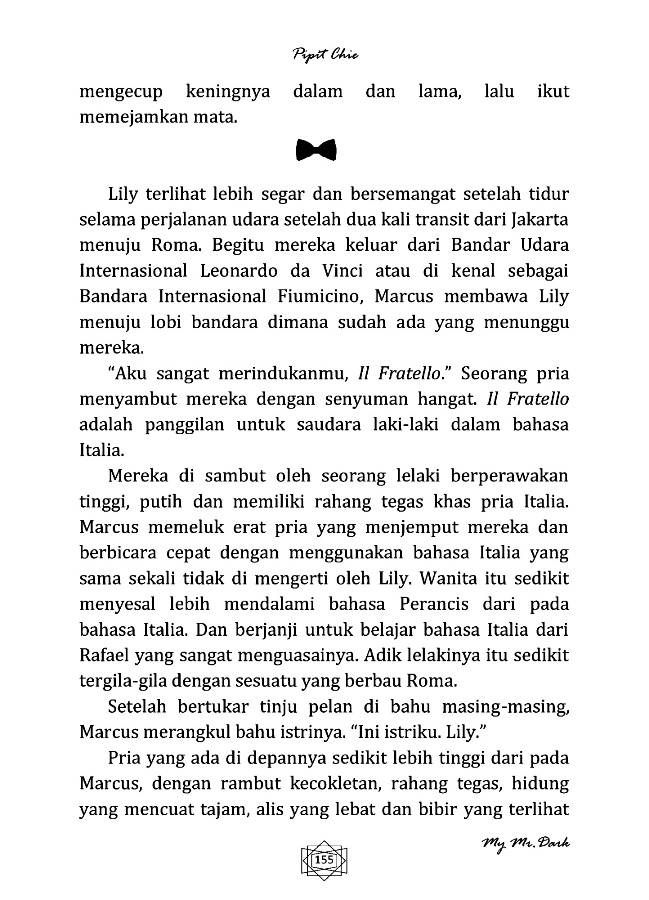 Pipit Chie
mengecup keningnya dalam dan lama, lalu ikut
memejamkan mata.
Lily terlihat lebih segar dan bersemangat setelah tidur
selama perjalanan udara setelah dua kali transit dari Jakarta
menuju Roma. Begitu mereka keluar dari Bandar Udara
Internasional Leonardo da Vinci atau di kenal sebagai
Bandara Internasional Fiumicino, Marcus membawa Lily
menuju lobi bandara dimana sudah ada yang menunggu
mereka.
“Aku sangat merindukanmu, Il Fratello.” Seorang pria
menyambut mereka dengan senyuman hangat. Il Fratello
adalah panggilan untuk saudara laki-laki dalam bahasa
Italia.
Mereka di sambut oleh seorang lelaki berperawakan
tinggi, putih dan memiliki rahang tegas khas pria Italia.
Marcus memeluk erat pria yang menjemput mereka dan
berbicara cepat dengan menggunakan bahasa Italia yang
sama sekali tidak di mengerti oleh Lily. Wanita itu sedikit
menyesal lebih mendalami bahasa Perancis dari pada
bahasa Italia. Dan berjanji untuk belajar bahasa Italia dari
Rafael yang sangat menguasainya. Adik lelakinya itu sedikit
tergila-gila dengan sesuatu yang berbau Roma.
Setelah bertukar tinju pelan di bahu masing-masing,
Marcus merangkul bahu istrinya. “Ini istriku. Lily.”
Pria yang ada di depannya sedikit lebih tinggi dari pada
Marcus, dengan rambut kecokletan, rahang tegas, hidung
yang mencuat tajam, alis yang lebat dan bibir yang terlihat
My Mr. Dark
155